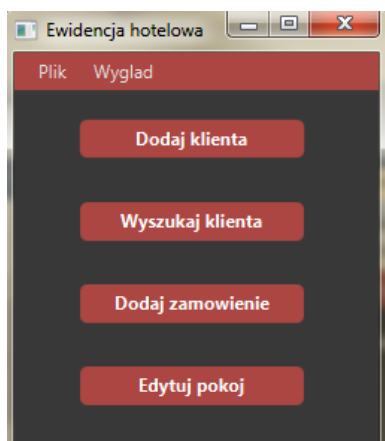 Ewidencja hotelowa
Plik Wyglad
Dodaj klienta
Wyszukaj klienta
Dodaj zamowienie
Edytuj pokoj